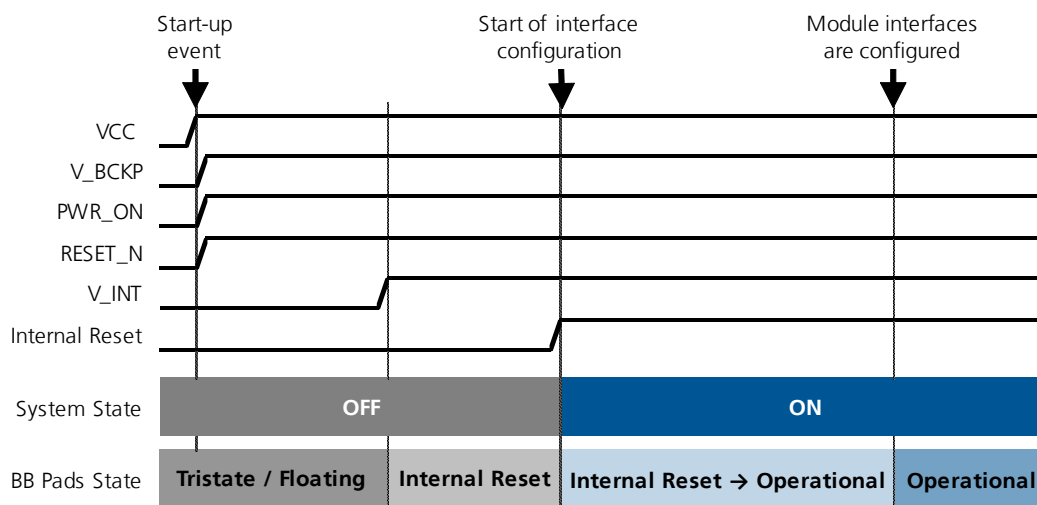 Start-up
event
Start of interface
configuration
Module interfaces
are configured
VCC
V_BCKP
PWR_ON
RESET_N
V_INT
Internal Reset
System State
OFF
ON
BB Pads State
Tristate / Floating
Internal Reset
Internal Reset → Operational
Operational